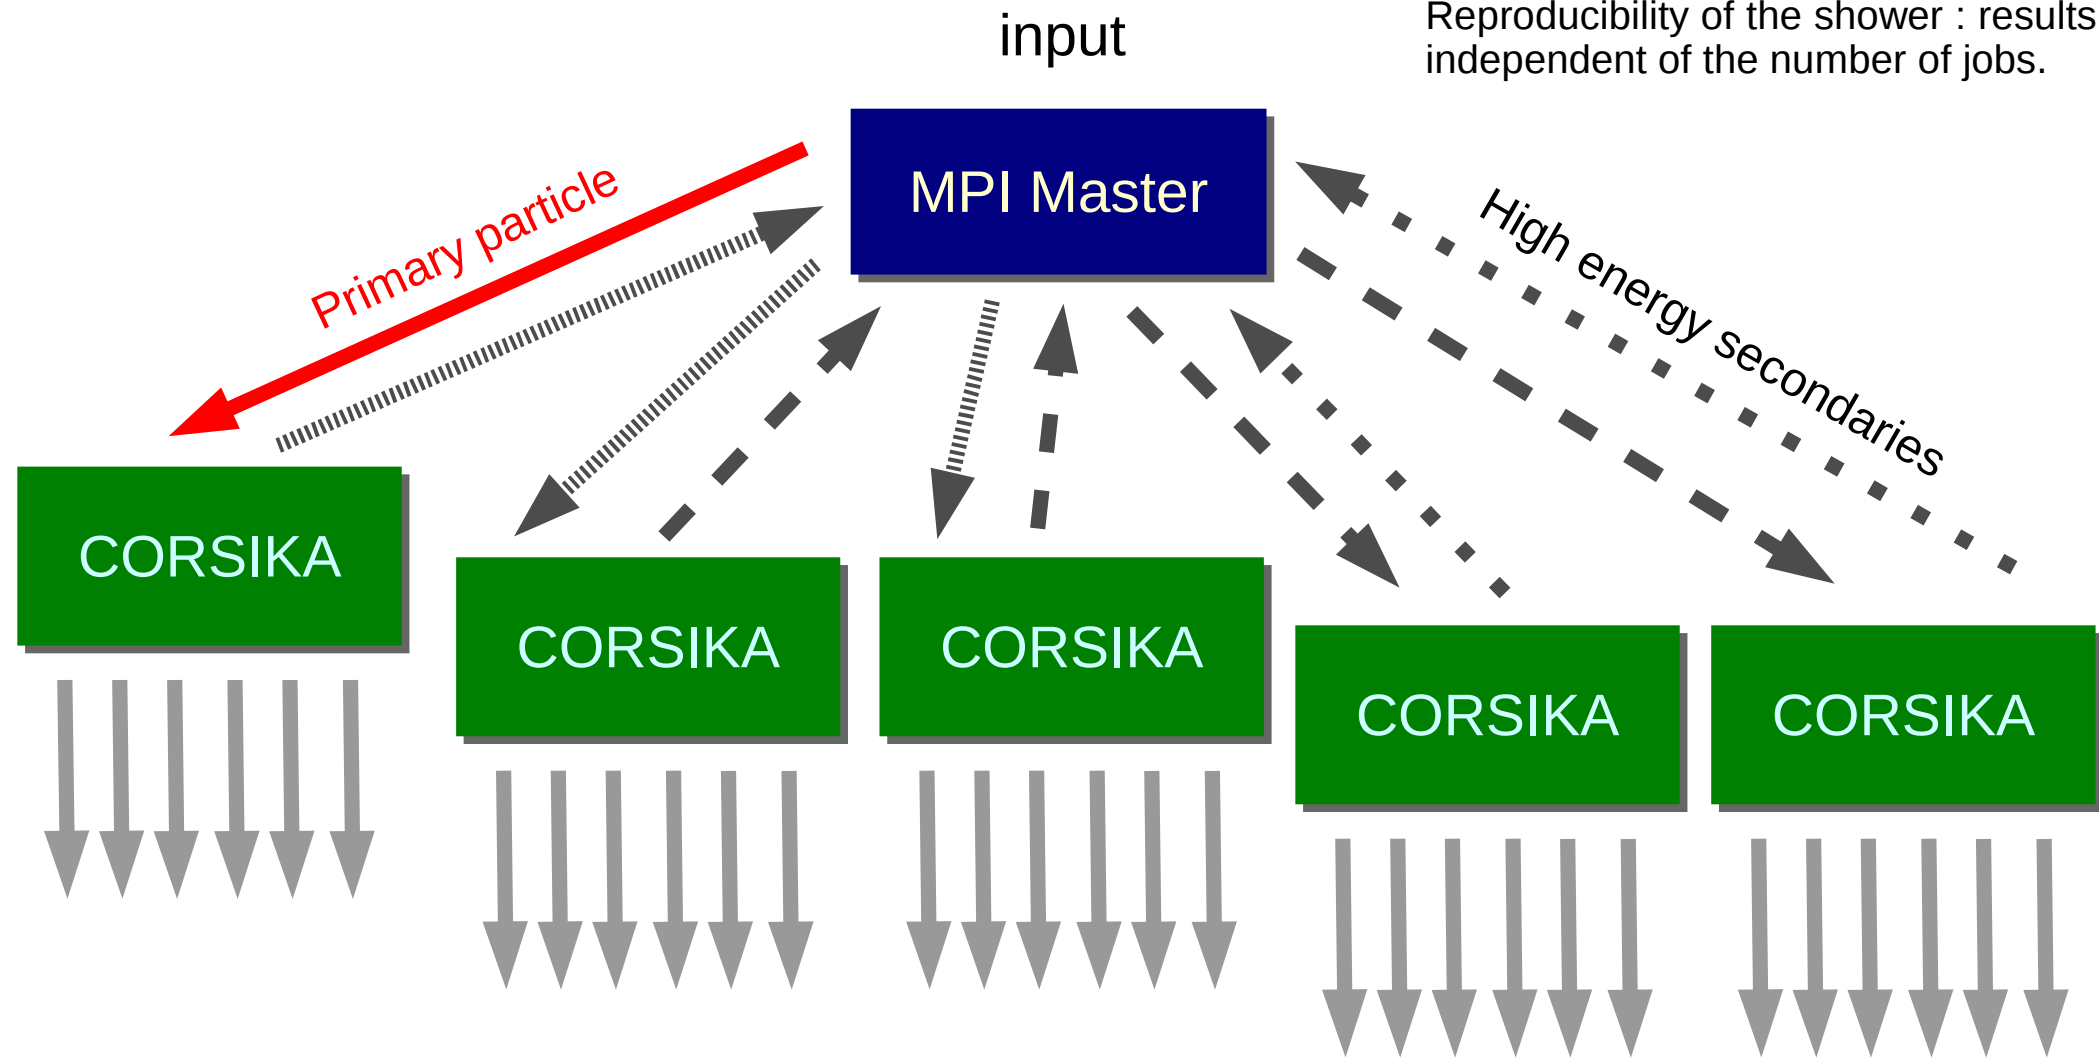 input
Reproducibility of the shower : results
independent of the number of jobs.
MPI Master
Primary particle
High energy secondaries
CORSIKA
CORSIKA
CORSIKA
CORSIKA
CORSIKA